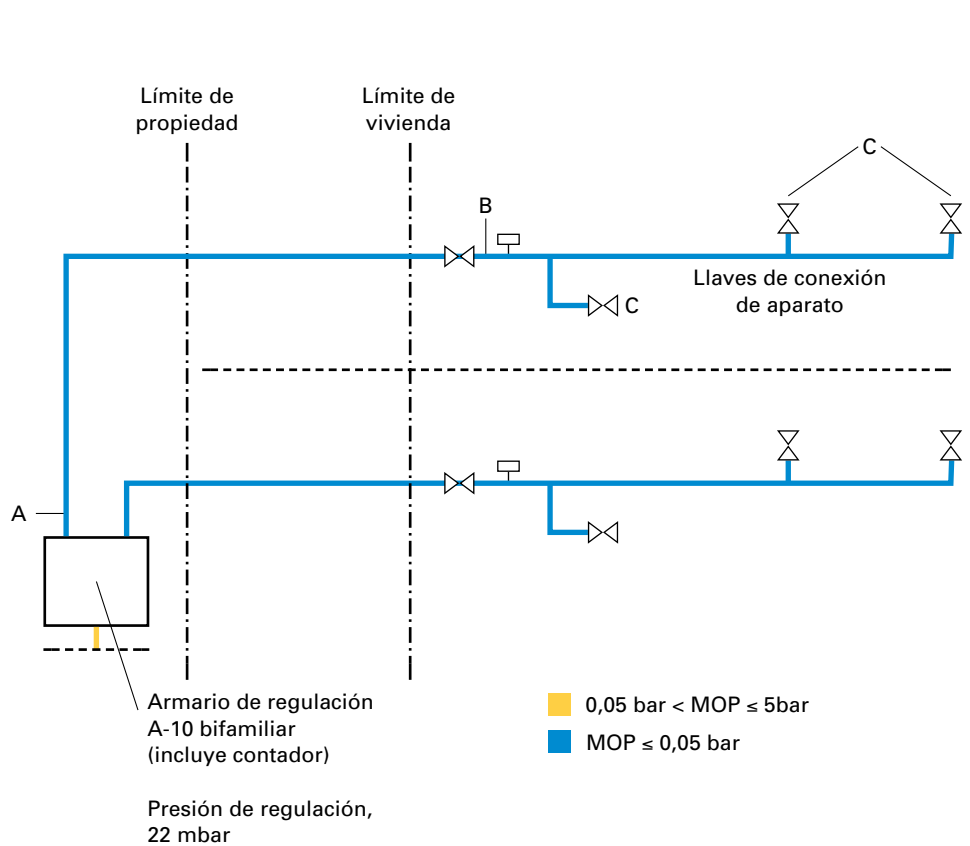 Límite de
propiedad
Límite de
vivienda
C
B
Llaves de conexión
de aparato
C
A
Armario de regulación
A-10 bifamiliar
(incluye contador)
Presión de regulación,
22 mbar
0,05 bar < MOP ≤ 5bar
MOP ≤ 0,05 bar